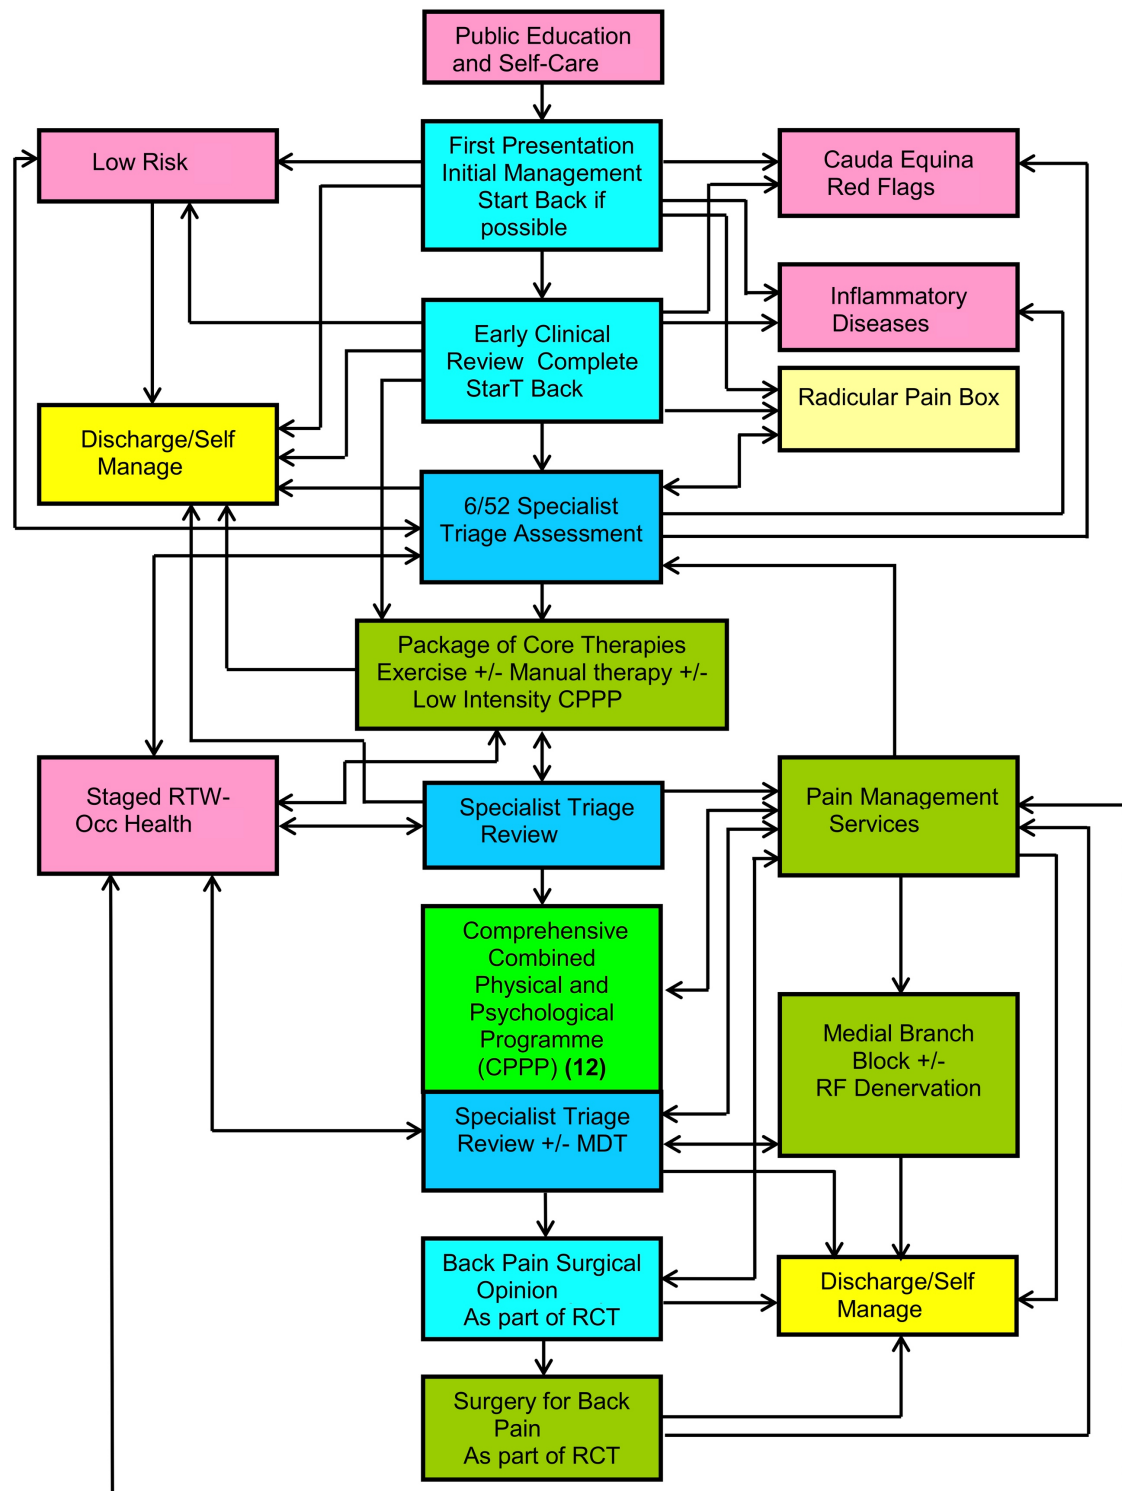 Public Education
and Self-Care
First Presentation
Initial Management
Start Back if
possible
Low Risk
Cauda Equina
Red Flags
Inflammatory
Diseases
Early Clinical
Review  Complete
StarT Back
Radicular Pain Box
Discharge/Self
Manage
6/52 Specialist
Triage Assessment
Package of Core Therapies
Exercise +/- Manual therapy +/-
Low Intensity CPPP
Staged RTW-
Occ Health
Specialist Triage
Review
Pain Management
Services
Comprehensive
Combined
Physical and
Psychological
Programme
(CPPP) (12)
Medial Branch
Block +/-
RF Denervation
Specialist Triage
Review +/- MDT
Back Pain Surgical
Opinion
As part of RCT
Discharge/Self
Manage
Surgery for Back
Pain
As part of RCT